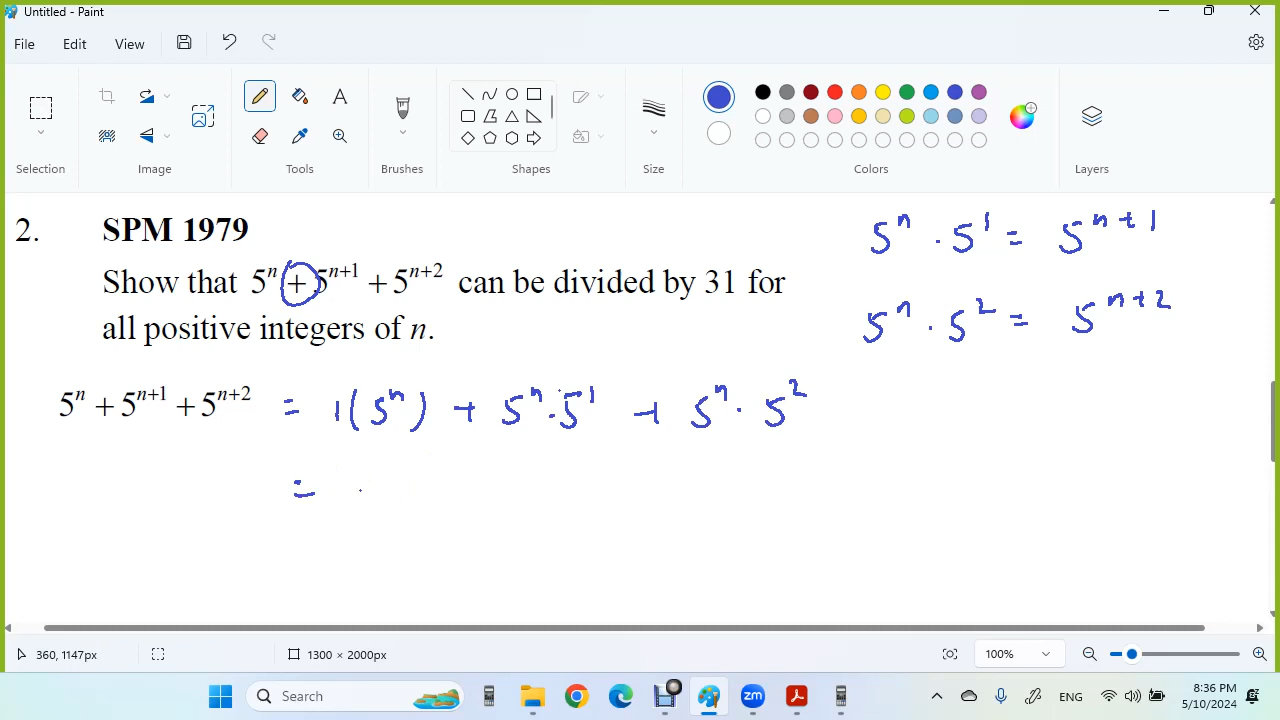 Untitled - Paint
File Edit View
Selection Image Tools Brushes Shapes Size Colors Layers
2. SPM 1979
Show that 5ⁿ + 5ⁿ⁺¹ + 5ⁿ⁺² can be divided by 31 for
all positive integers of n.
5ⁿ · 5¹ = 5ⁿ⁺¹
5ⁿ · 5² = 5ⁿ⁺²
5ⁿ + 5ⁿ⁺¹ + 5ⁿ⁺² = 1(5ⁿ) + 5ⁿ · 5¹ + 5ⁿ · 5²
=
360, 1147px 1300 × 2000px 100%
Search zm ENG 8:36 PM
5/10/2024